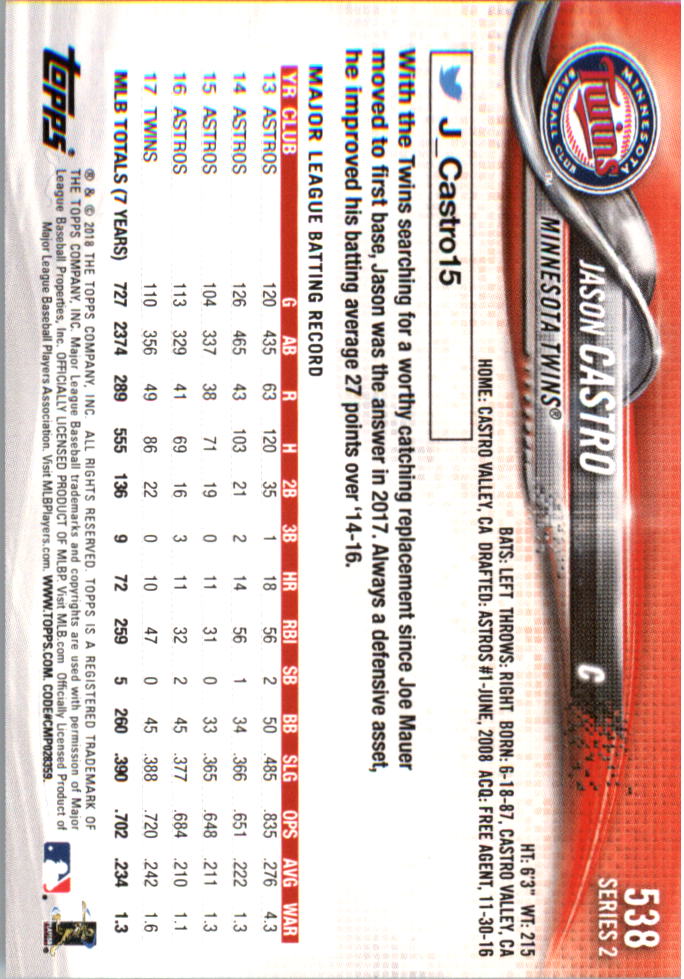 538
SERIES 2
MINNESOTA
Twins
BASEBALL CLUB
TM
JASON CASTRO C
MINNESOTA TWINS®
HT: 6'3" WT: 215
BATS: LEFT THROWS: RIGHT BORN: 6-18-87, CASTRO VALLEY, CA
HOME: CASTRO VALLEY, CA DRAFTED: ASTROS #1-JUNE, 2008 ACQ: FREE AGENT, 11-30-16
J_Castro15
With the Twins searching for a worthy catching replacement since Joe Mauer
moved to first base, Jason was the answer in 2017. Always a defensive asset,
he improved his batting average 27 points over '14-16.
MAJOR LEAGUE BATTING RECORD
YR CLUB G AB R H 2B 3B HR RBI SB BB SLG OPS AVG WAR
13 ASTROS 120 435 63 120 35 1 18 56 2 50 .485 .835 .276 4.3
14 ASTROS 126 465 43 103 21 2 14 56 1 34 .366 .651 .222 1.3
15 ASTROS 104 337 38 71 19 0 11 31 0 33 .365 .648 .211 1.3
16 ASTROS 113 329 41 69 16 3 11 32 2 45 .377 .684 .210 1.1
17 TWINS 110 356 49 86 22 0 10 47 0 45 .388 .720 .242 1.6
MLB TOTALS (7 YEARS) 727 2374 289 555 136 9 72 259 5 260 .390 .702 .234 1.3
topps®
® & © 2018 THE TOPPS COMPANY, INC. ALL RIGHTS RESERVED. TOPPS IS A REGISTERED TRADEMARK OF
THE TOPPS COMPANY, INC. Major League Baseball trademarks and copyrights are used with permission of Major
League Baseball Properties, Inc. OFFICIALLY LICENSED PRODUCT OF MLBP. Visit MLB.com Officially Licensed Product of
Major League Baseball Players Association. Visit MLBPlayers.com. WWW.TOPPS.COM. CODE#CMP028359.